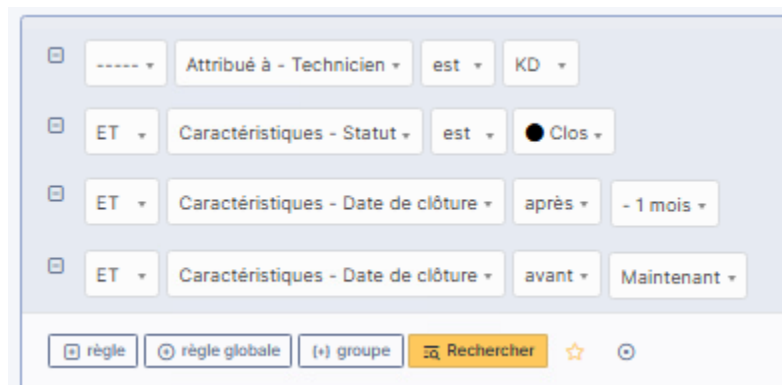 ----- Attribué à - Technicien est KD
ET Caractéristiques - Statut est Clos
ET Caractéristiques - Date de clôture après - 1 mois
ET Caractéristiques - Date de clôture avant Maintenant
règle règle globale groupe Rechercher